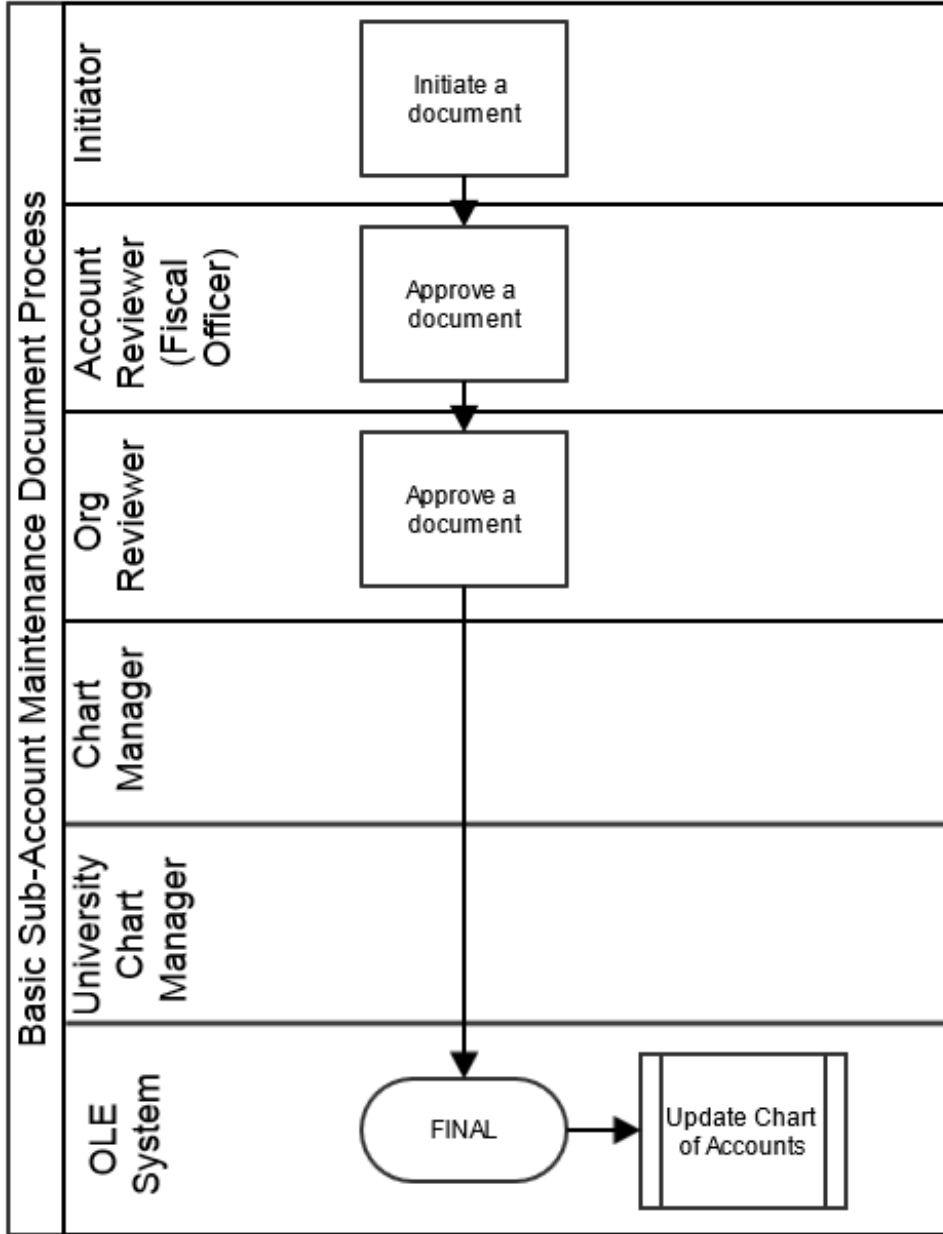 Basic Sub-Account Maintenance Document Process
Initiator
Initiate a
document
Account
Reviewer
(Fiscal
Officer)
Approve a
document
Org
Reviewer
Approve a
document
Chart
Manager
University
Chart
Manager
OLE
System
FINAL
Update Chart
of Accounts